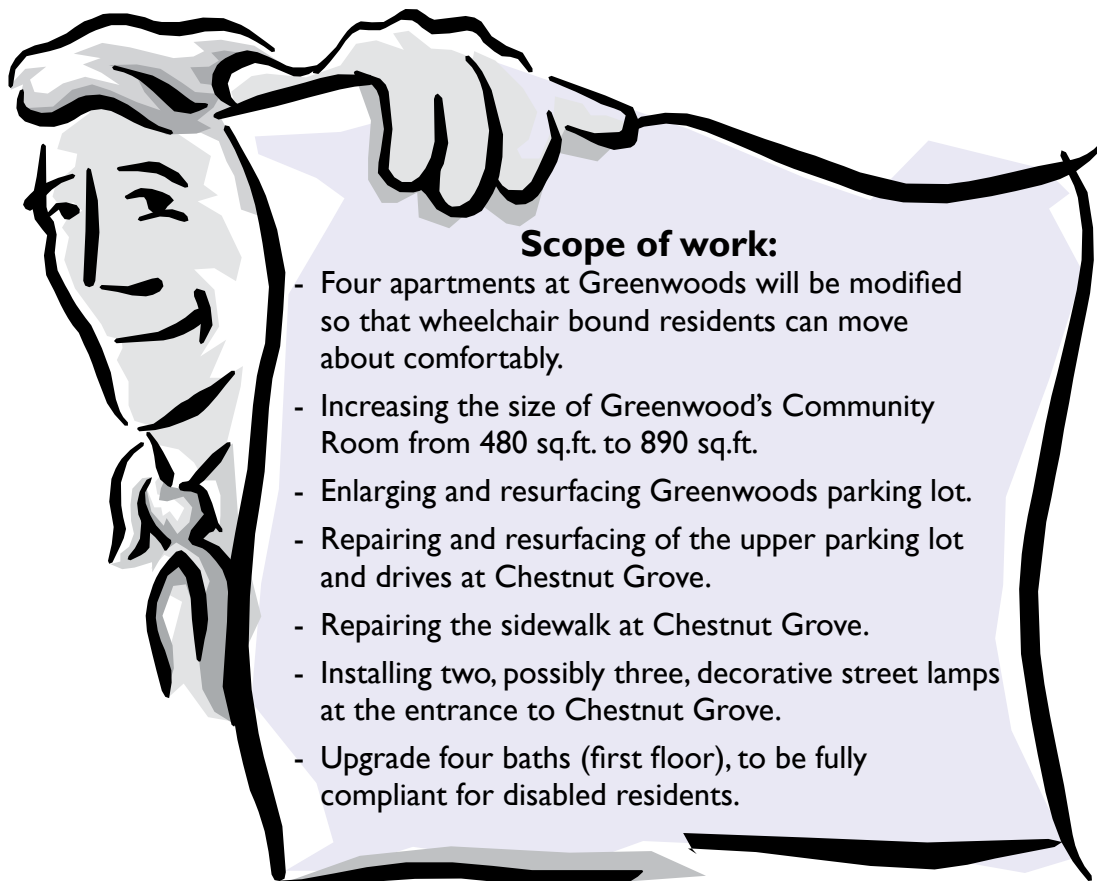 Scope of work:
- Four apartments at Greenwoods will be modified
so that wheelchair bound residents can move
about comfortably.
- Increasing the size of Greenwood’s Community
Room from 480 sq.ft. to 890 sq.ft.
- Enlarging and resurfacing Greenwoods parking lot.
- Repairing and resurfacing of the upper parking lot
and drives at Chestnut Grove.
- Repairing the sidewalk at Chestnut Grove.
- Installing two, possibly three, decorative street lamps
at the entrance to Chestnut Grove.
- Upgrade four baths (first floor), to be fully
compliant for disabled residents.